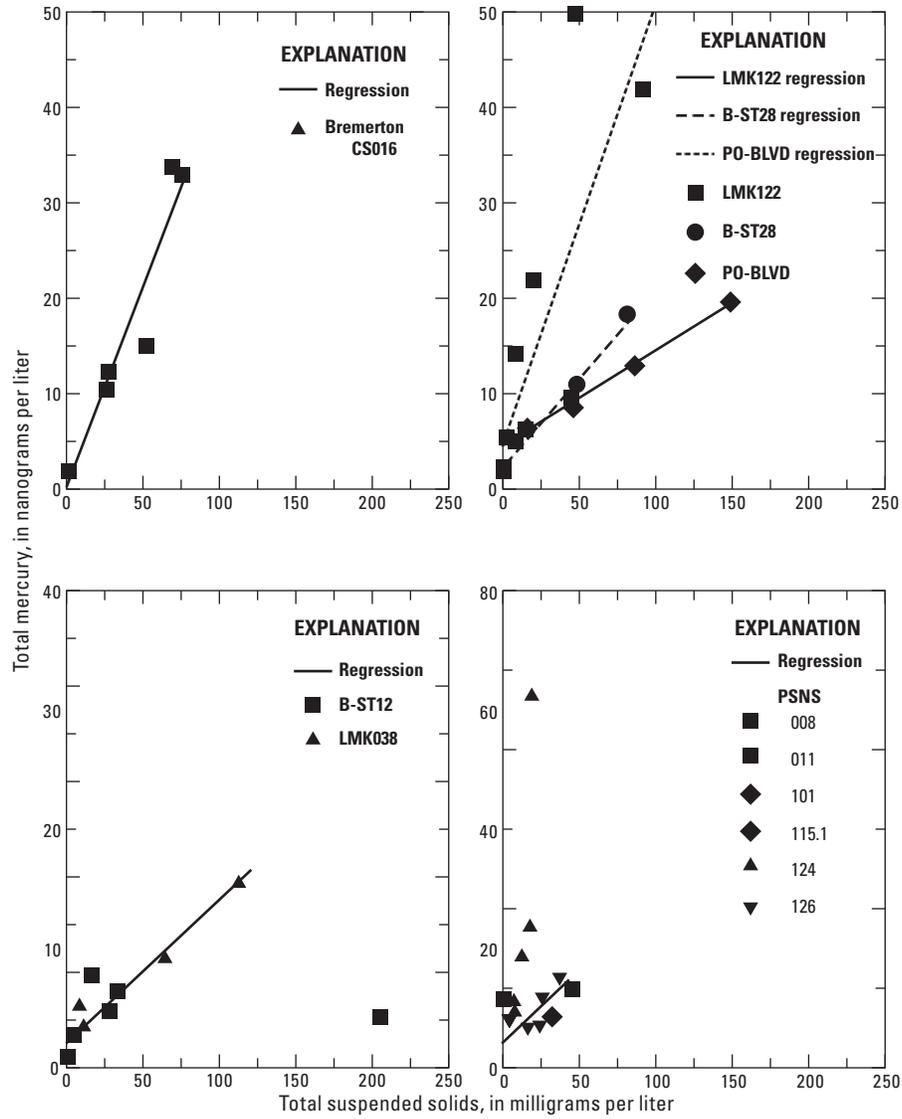 Total mercury, in nanograms per liter
50
40
30
20
10
0
EXPLANATION
Regression
Bremerton
CS016
0 50 100 150 200 250
50
40
30
20
10
0
EXPLANATION
LMK122 regression
B-ST28 regression
PO-BLVD regression
LMK122
B-ST28
PO-BLVD
0 50 100 150 200 250
40
30
20
10
0
EXPLANATION
Regression
B-ST12
LMK038
0 50 100 150 200 250
80
60
40
20
0
EXPLANATION
Regression
PSNS
008
011
101
115.1
124
126
0 50 100 150 200 250
Total suspended solids, in milligrams per liter